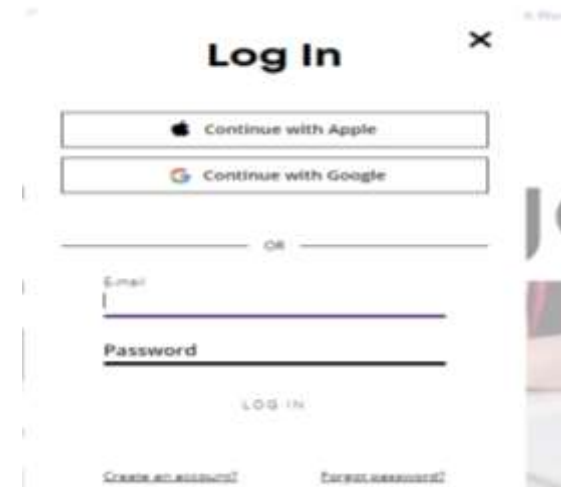 Log In
×
Continue with Apple
Continue with Google
OR
E-mail
Password
LOG IN
Create an account?
Forgot password?